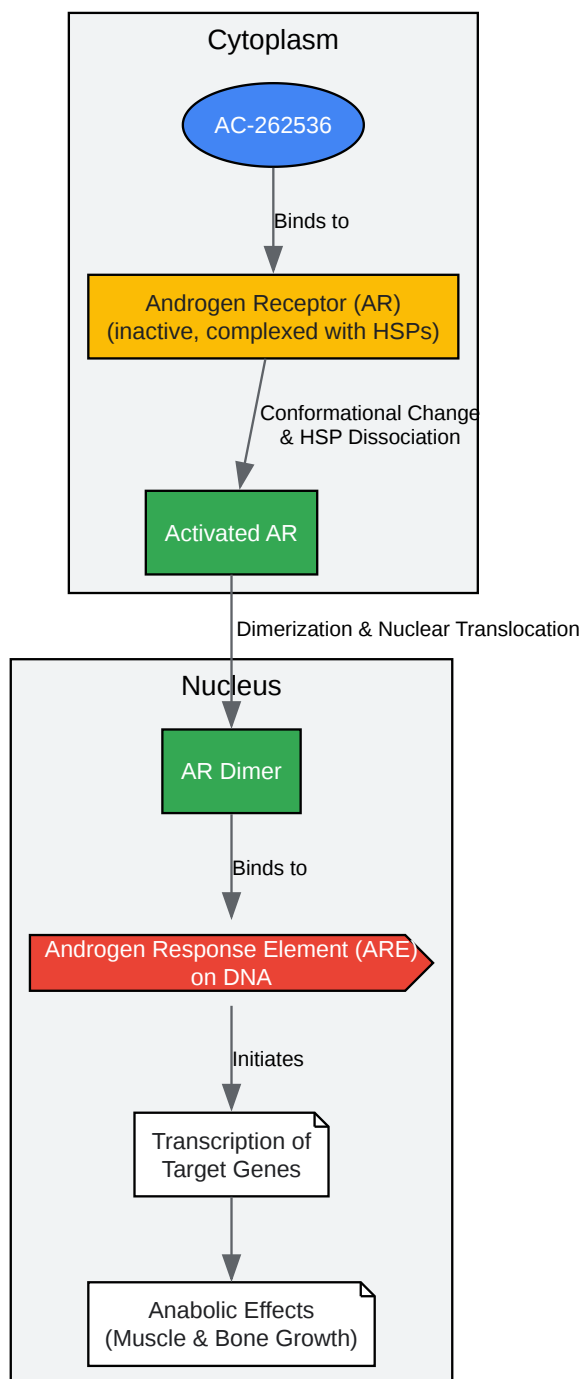 Cytoplasm
AC-262536
Binds to
Androgen Receptor (AR)
(inactive, complexed with HSPs)
Conformational Change
& HSP Dissociation
Activated AR
Dimerization & Nuclear Translocation
Nucleus
AR Dimer
Binds to
Androgen Response Element (ARE)
on DNA
Initiates
Transcription of
Target Genes
Anabolic Effects
(Muscle & Bone Growth)